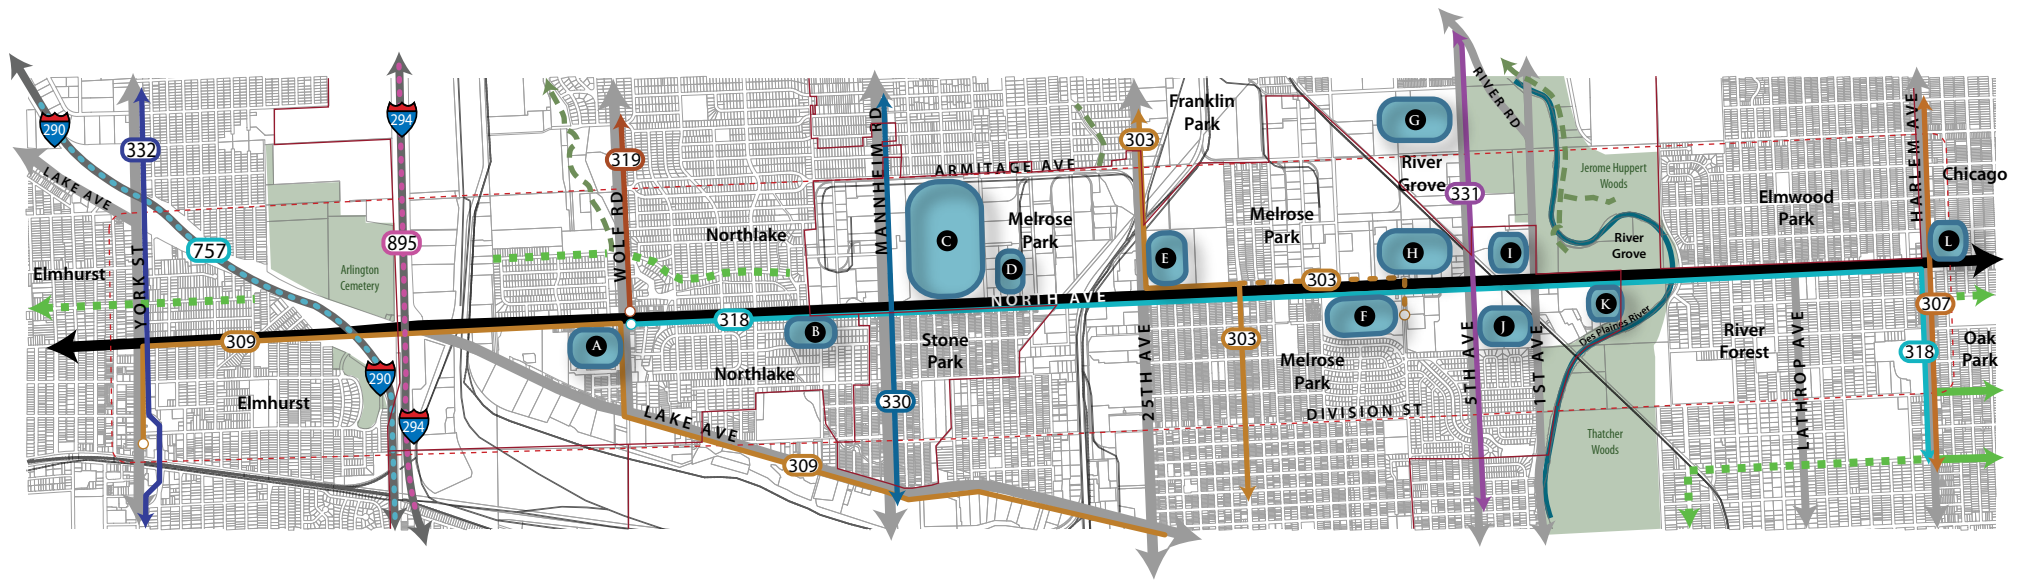 290
332
LAKE AVE
YORK ST
757
Elmhurst
309
Elmhurst
Arlington
Cemetery
294
895
290
294
319
WOLF RD
A
318
Northlake
B
Northlake
LAKE AVE
309
MANNHEIM RD
330
ARMITAGE AVE
C
D
Melrose
Park
NORTH AVE
Stone
Park
303
Franklin
Park
E
25TH AVE
Melrose
Park
303
303
F
Melrose
Park
DIVISION ST
G
River
Grove
H
331
RIVER RD
I
J
5TH AVE
1ST AVE
K
Des Plaines River
Jerome Huppert
Woods
River
Grove
Thatcher
Woods
Elmwood
Park
River
Forest
LATHROP AVE
HARLEM AVE
Chicago
L
307
318
Oak
Park